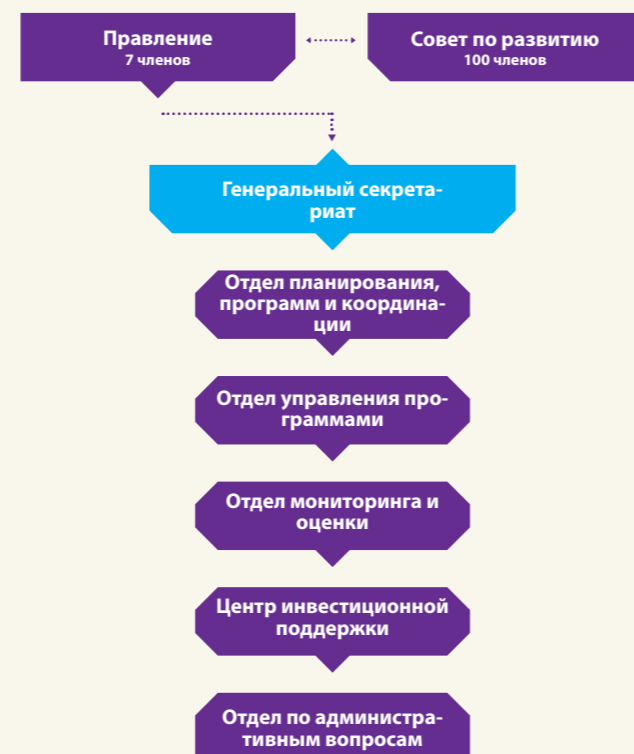 Правление
7 членов
Совет по развитию
100 членов
Генеральный секрета-
риат
Отдел планирования,
программ и координа-
ции
Отдел управления про-
граммами
Отдел мониторинга и
оценки
Центр инвестиционной
поддержки
Отдел по администра-
тивным вопросам